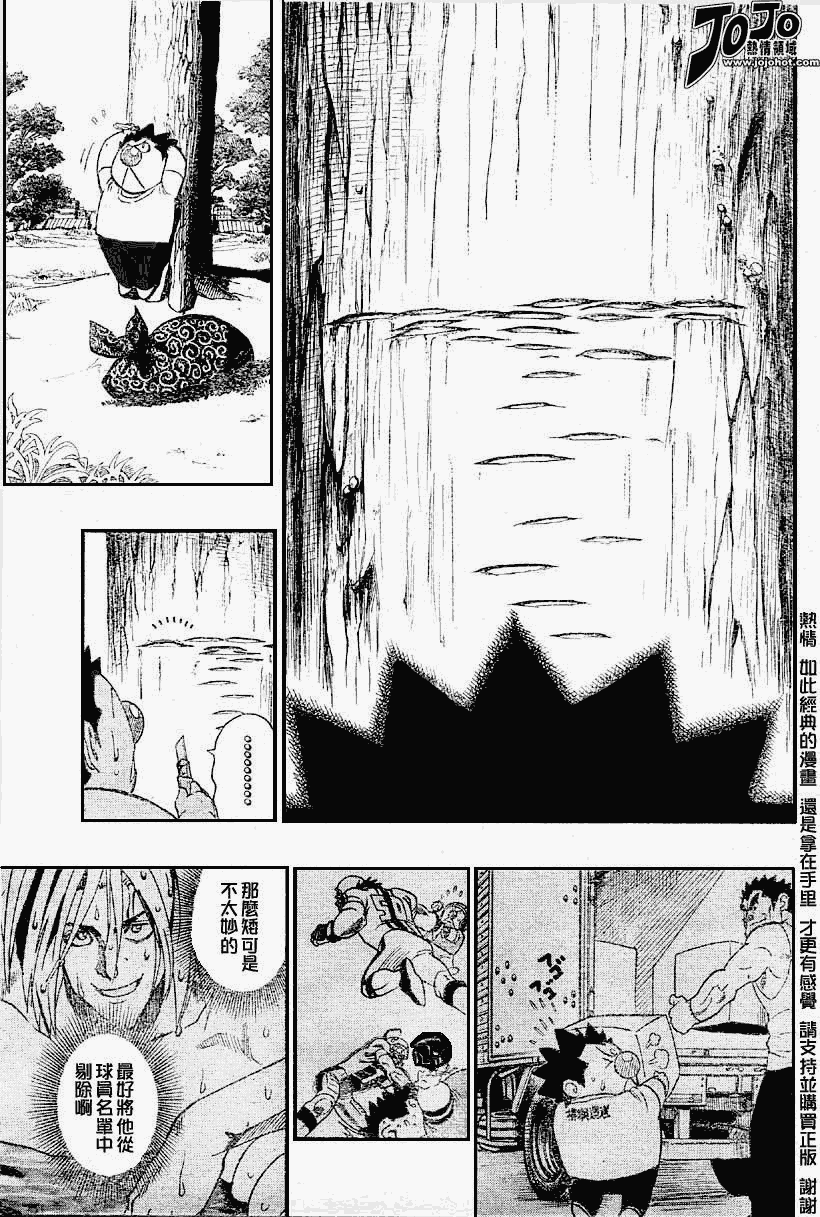 JOJO
熱情領域
www.jojohot.com
………
那麼矮可是
不太妙的
最好將他從
球員名單中
剔除啊
熱情 如此經典的漫畫 還是拿在手里 才更有感覺 請支持並購買正版 謝謝